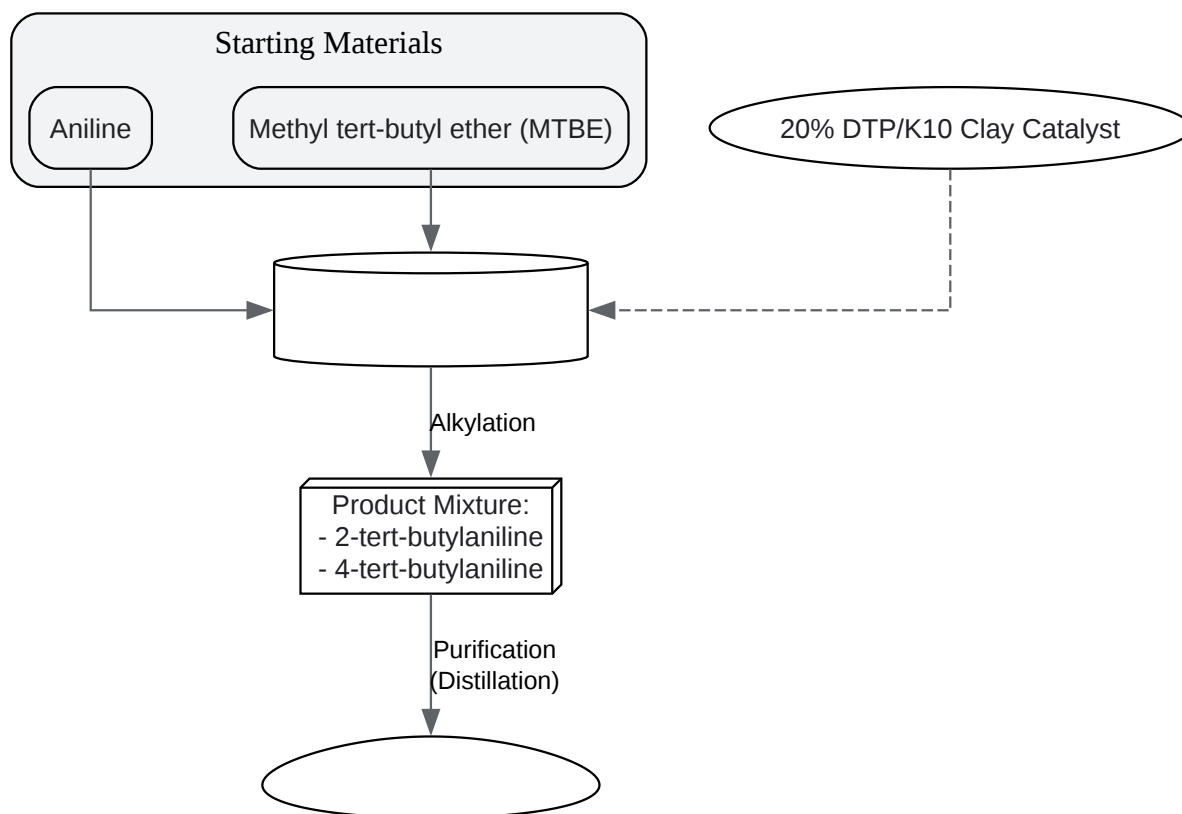 Starting Materials
Aniline
Methyl tert-butyl ether (MTBE)
20% DTP/K10 Clay Catalyst
Alkylation
Product Mixture:
- 2-tert-butylaniline
- 4-tert-butylaniline
Purification
(Distillation)